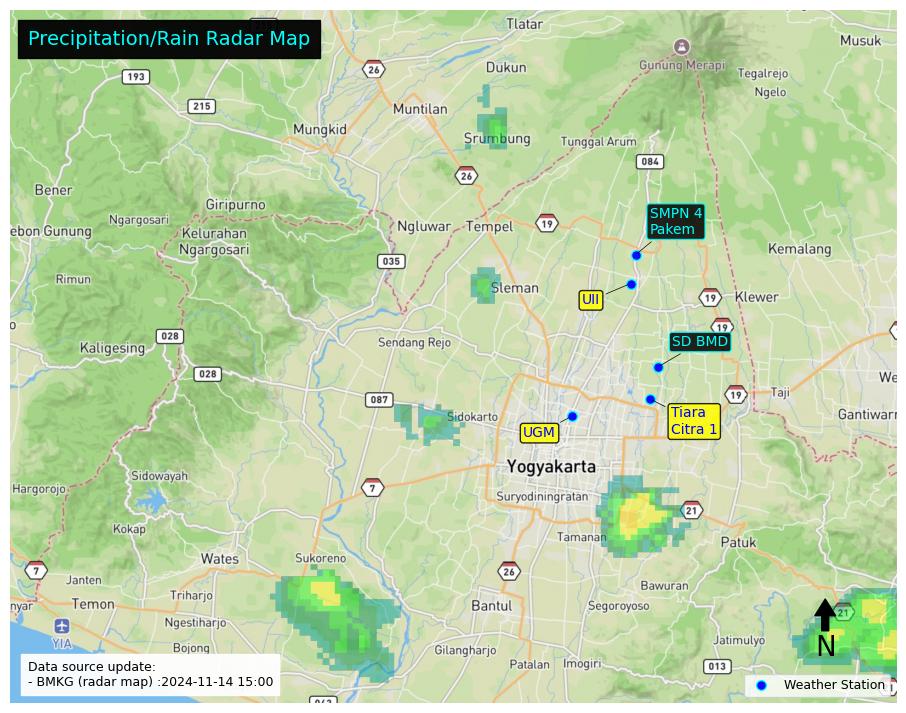 Precipitation/Rain Radar Map
Tlatar
Musuk
26
Gunung Merapi
193
Dukun
Tegalrejo
Ngelo
215
Muntilan
Mungkid
Srumbung
Tunggal Arum
084
26
Bener
Giripurno
SMPN 4
Pakem
Ngargosari
ebon Gunung
Kelurahan
Ngargosari
Ngluwar
Tempel
19
Kemalang
035
Rimun
Sleman
UII
19
Klewer
19
028
Kaligesing
Sendang Rejo
SD BMD
028
We
087
19
Taji
Sidokarto
Tiara
Citra 1
Gantiwarn
UGM
Yogyakarta
Sidowayah
Hargorojo
7
Suryodiningratan
21
Kokap
Tamanan
Patuk
Wates
Sukoreno
7
26
Janten
Bawuran
nyar
Temon
Triharjo
Bantul
Segoroyoso
21
Ngestiharjo
YIA
N
Jatimulyo
Bojong
Gilangharjo
Patalan
Imogiri
013
Data source update:
- BMKG (radar map) :2024-11-14 15:00
Weather Station